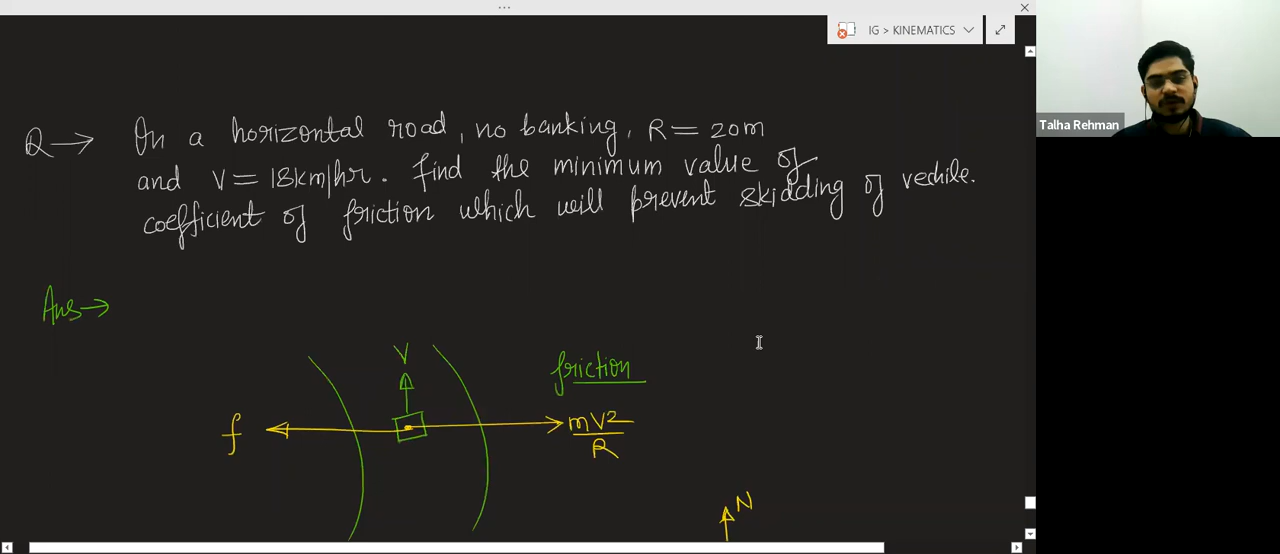 IG > KINEMATICS
Talha Rehman
Q → On a horizontal road, no banking, R = 20m
and V = 18km/hr. find the minimum value of
coefficient of friction which will prevent skidding of vechile.
Ans →
V
friction
f
mV2
R
N